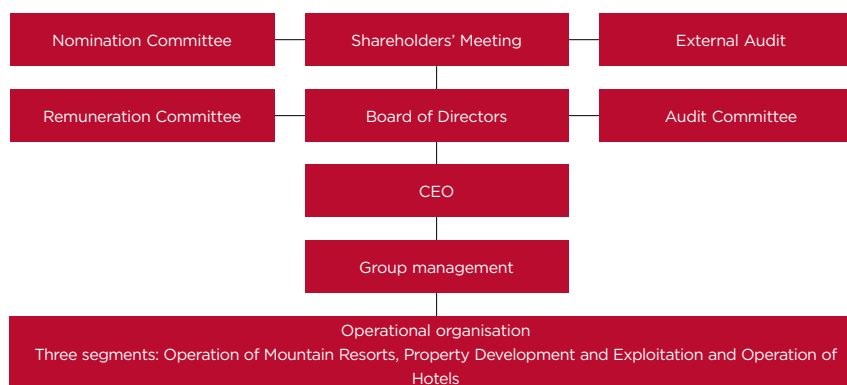 Nomination Committee
Shareholders’ Meeting
External Audit
Remuneration Committee
Board of Directors
Audit Committee
CEO
Group management
Operational organisation
Three segments: Operation of Mountain Resorts, Property Development and Exploitation and Operation of
Hotels